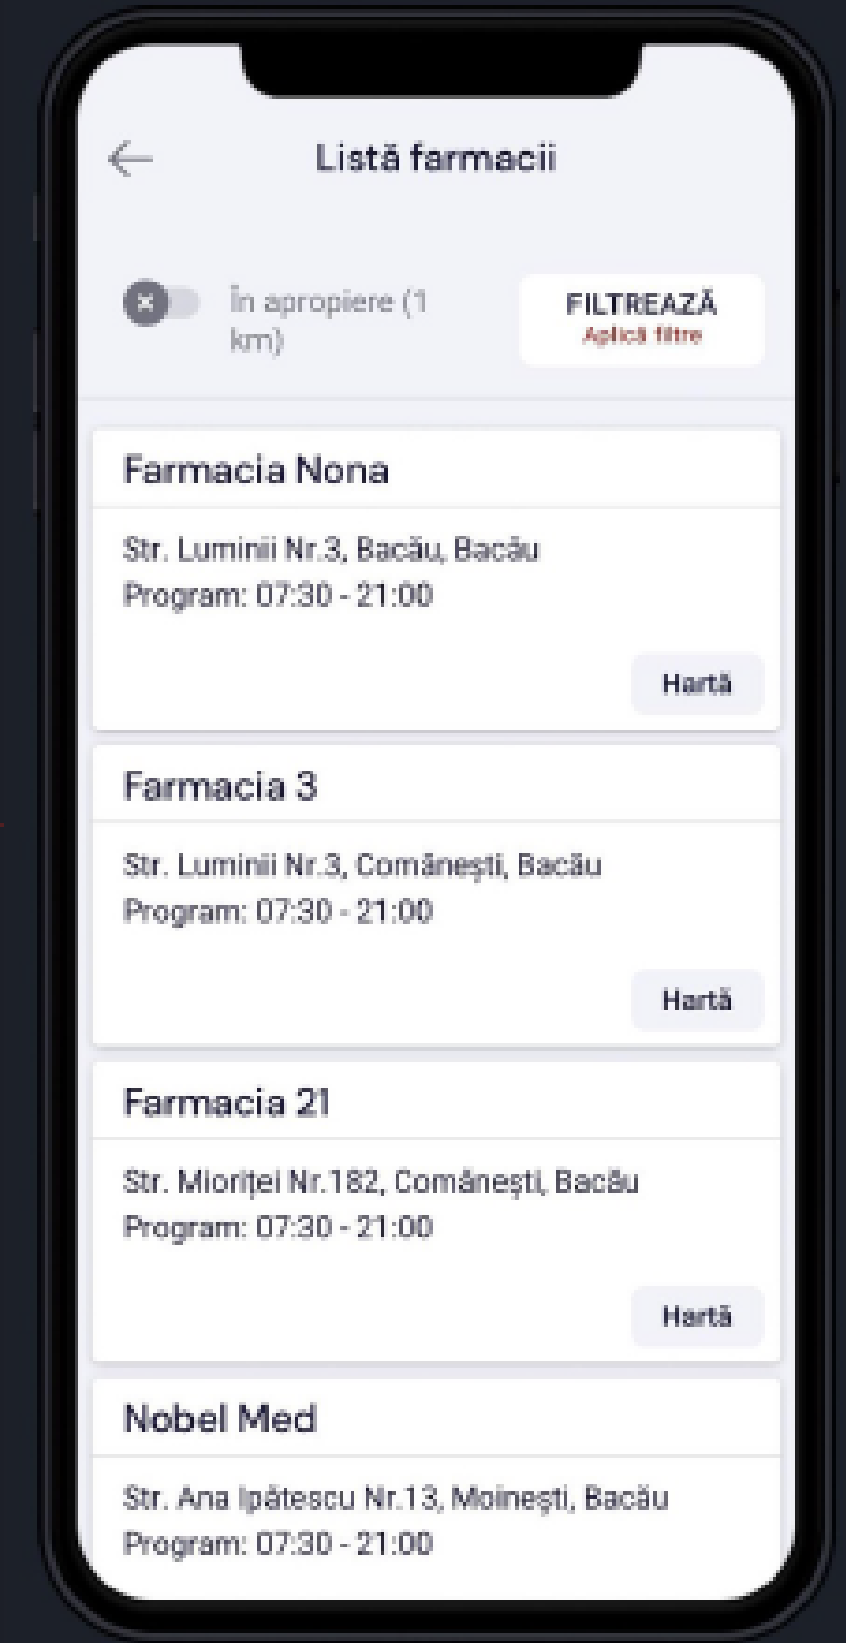 Listă farmacii
În apropiere (1
km)
FILTREAZĂ
Aplică filtre
Farmacia Nona
Str. Luminii Nr.3, Bacău, Bacău
Program: 07:30 - 21:00
Hartă
Farmacia 3
Str. Luminii Nr.3, Comănești, Bacău
Program: 07:30 - 21:00
Hartă
Farmacia 21
Str. Mioriței Nr.182, Comănești, Bacău
Program: 07:30 - 21:00
Hartă
Nobel Med
Str. Ana Ipătescu Nr.13, Moinești, Bacău
Program: 07:30 - 21:00